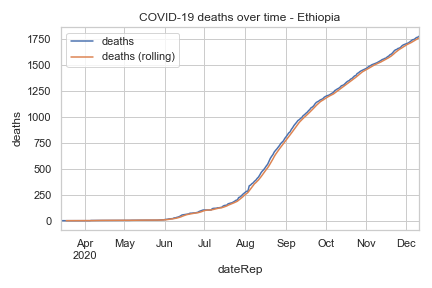 COVID-19 deaths over time - Ethiopia
deaths
deaths (rolling)
1750
1500
1250
1000
750
500
250
0
deaths
Apr May Jun Jul Aug Sep Oct Nov Dec
2020
dateRep